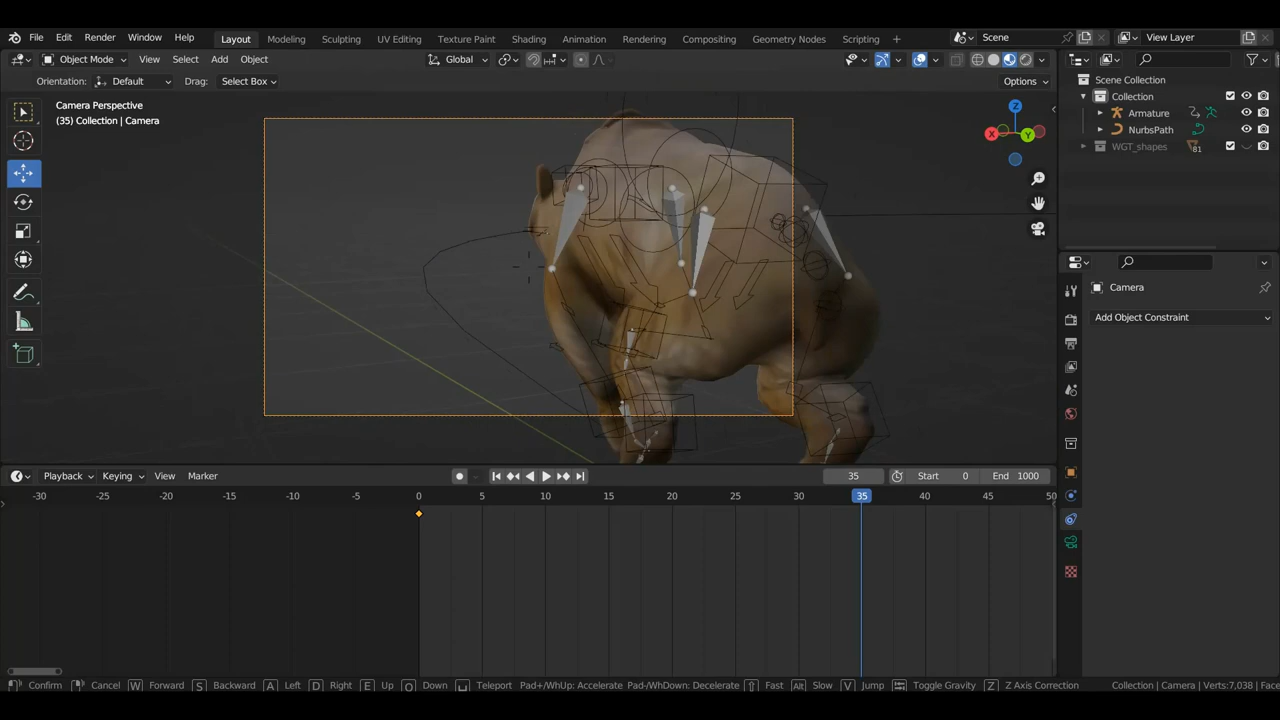 File Edit Render Window Help Layout Modeling Sculpting UV Editing Texture Paint Shading Animation Rendering Compositing Geometry Nodes Scripting + Scene View Layer
Object Mode View Select Add Object Global
Orientation: Default Drag: Select Box Options
Camera Perspective
(35) Collection | Camera
Z
X
Y
Scene Collection
Collection
Armature
NurbsPath
WGT_shapes 81
Camera
Add Object Constraint
Playback Keying View Marker 35 Start 0 End 1000
-30 -25 -20 -15 -10 -5 0 5 10 15 20 25 30 35 40 45 50
Confirm Cancel W Forward S Backward A Left D Right E Up Q Down Teleport Pad+/WhUp: Accelerate Pad-/WhDown: Decelerate Fast Alt Slow V Jump Toggle Gravity Z Z Axis Correction Collection | Camera | Verts:7,038 | Face